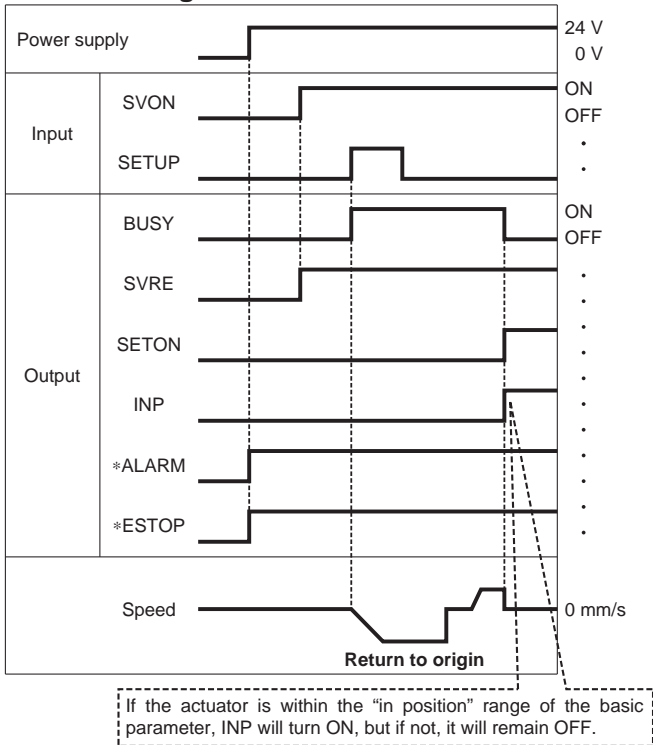 Power supply
24 V
0 V
Input
SVON
ON
OFF
SETUP
Output
BUSY
ON
OFF
SVRE
SETON
INP
*ALARM
*ESTOP
Speed
0 mm/s
Return to origin
If the actuator is within the “in position” range of the basic
parameter, INP will turn ON, but if not, it will remain OFF.